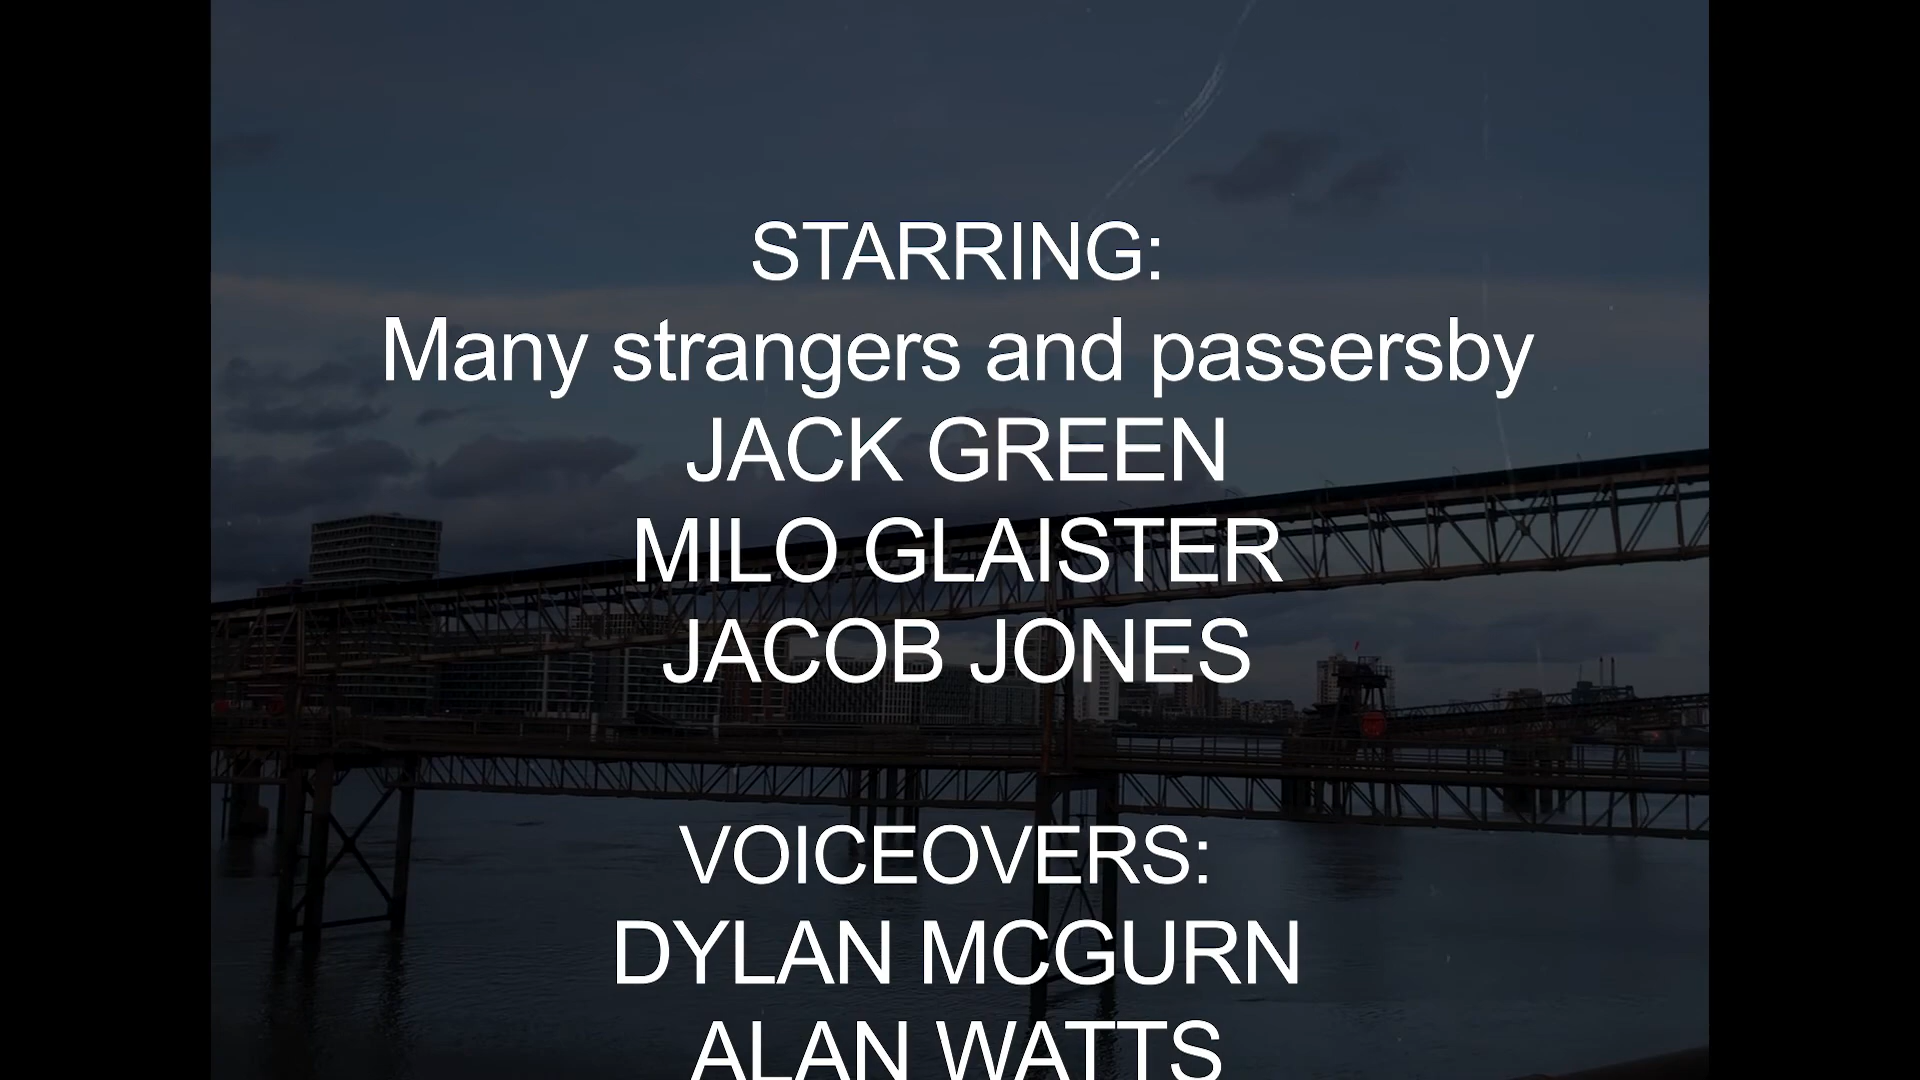 STARRING:
Many strangers and passersby
JACK GREEN
MILO GLAISTER
JACOB JONES
VOICEOVERS:
DYLAN MCGURN
ALAN WATTS